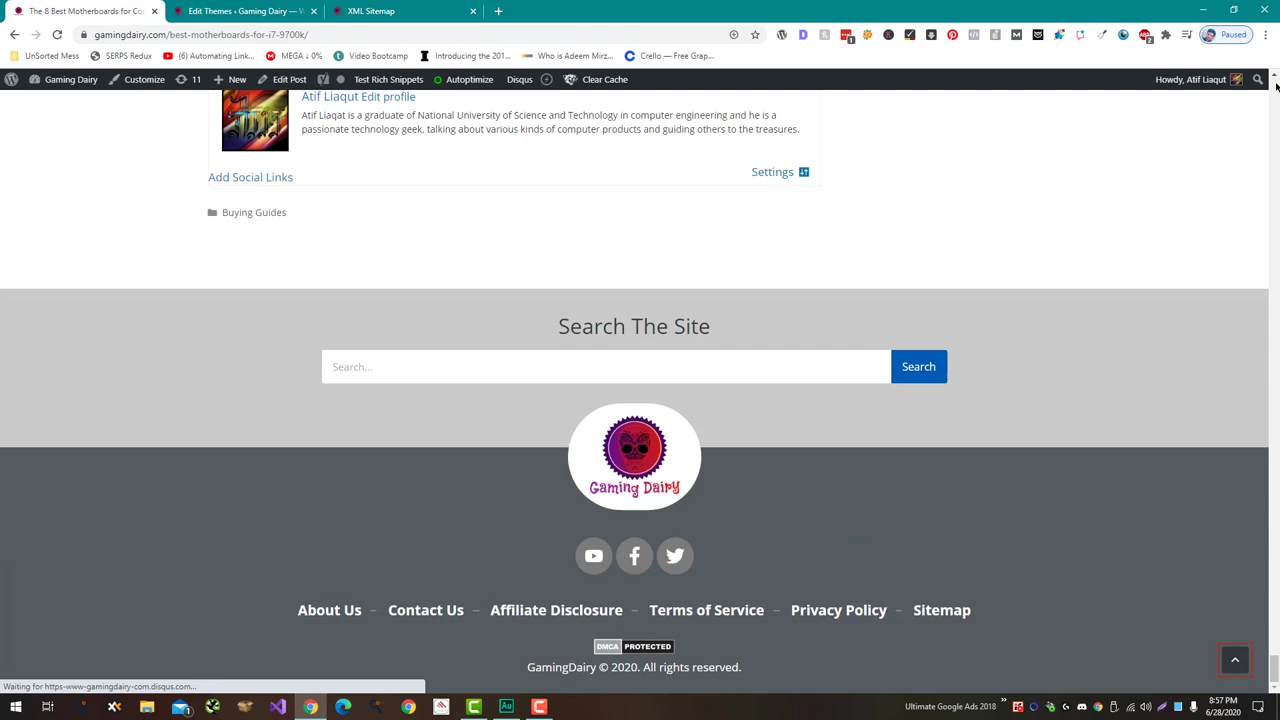 The 8 Best Motherboards for Co
Edit Themes ‹ Gaming Dairy — V
XML Sitemap
gamingdairy.com/best-motherboards-for-i7-9700k/
Paused
UnSorted Mess
SERPS Redux
(6) Automating Link...
MEGA ↓ 0%
Video Bootcamp
Introducing the 201...
Who is Adeem Mirz...
Crello — Free Grap...
Gaming Dairy
Customize
11
New
Edit Post
Test Rich Snippets
Autoptimize
Disqus
Clear Cache
Howdy, Atif Liaqut
Atif Liaqut Edit profile
Atif Liaqat is a graduate of National University of Science and Technology in computer engineering and he is a
passionate technology geek, talking about various kinds of computer products and guiding others to the treasures.
Settings
Add Social Links
Buying Guides
Search The Site
Search...
Search
Gaming Dairy
About Us – Contact Us – Affiliate Disclosure – Terms of Service – Privacy Policy – Sitemap
DMCA PROTECTED
GamingDairy © 2020. All rights reserved.
Waiting for https-www-gamingdairy-com.disqus.com...
Ultimate Google Ads 2018
8:57 PM
6/28/2020